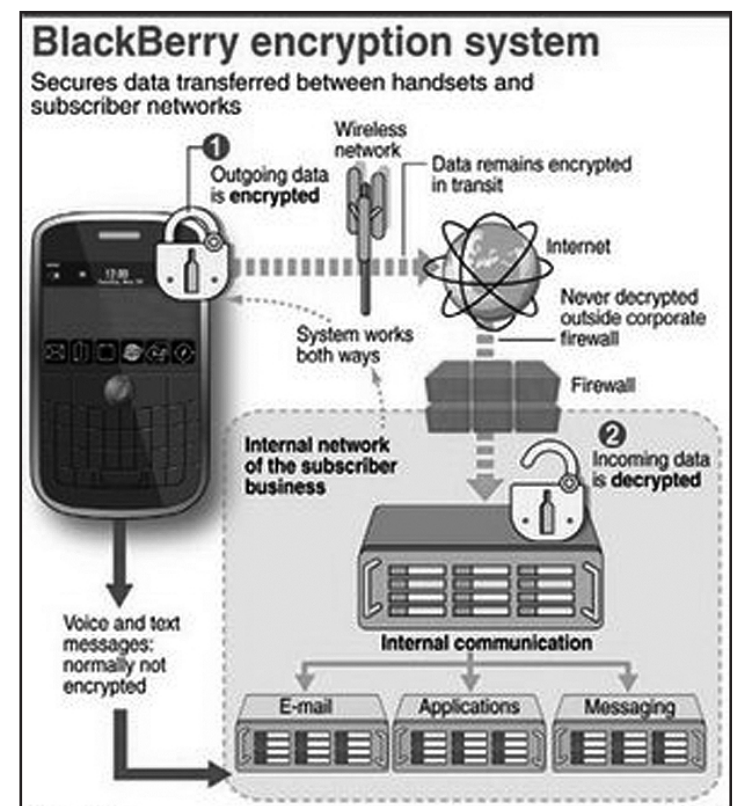 BlackBerry encryption system
Secures data transferred between handsets and
subscriber networks
1
Outgoing data
is encrypted
Wireless
network
Data remains encrypted
in transit
Internet
Never decrypted
outside corporate
firewall
System works
both ways
Firewall
Internal network
of the subscriber
business
2
Incoming data
is decrypted
Voice and text
messages:
normally not
encrypted
Internal communication
E-mail
Applications
Messaging